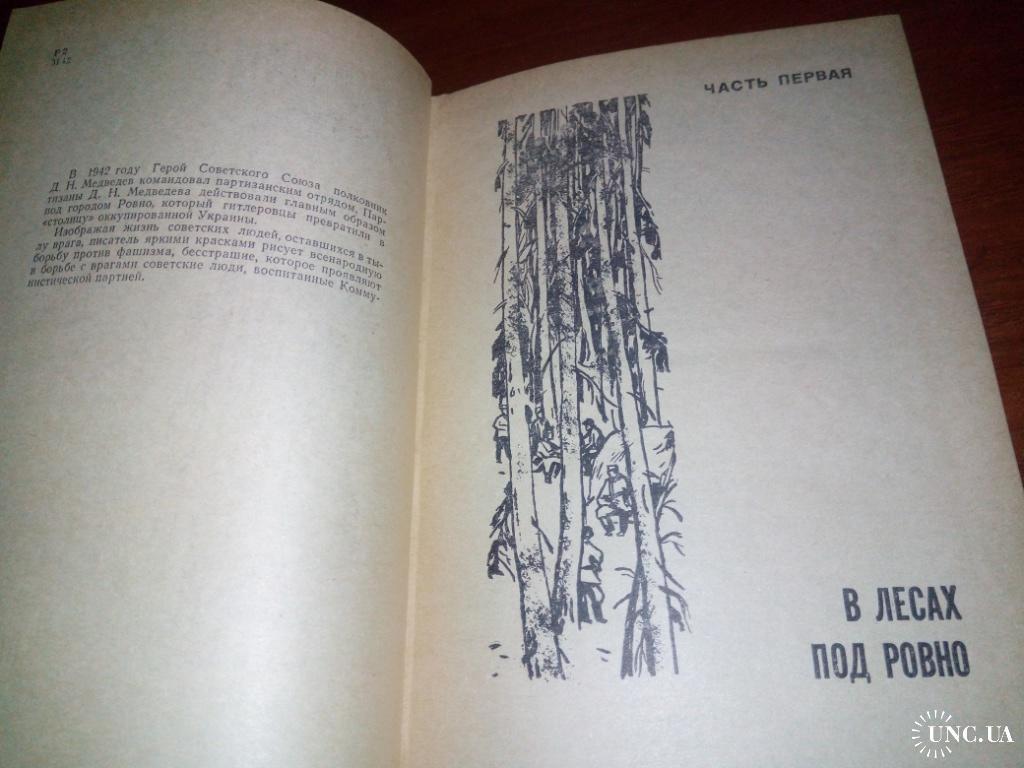 Р 2
М 42
В 1942 году Герой Советского Союза полковник
Д. Н. Медведев командовал партизанским отрядом. Пар-
тизаны Д. Н. Медведева действовали главным образом
под городом Ровно, который гитлеровцы превратили в
«столицу» оккупированной Украины.
Изображая жизнь советских людей, оставшихся в ты-
лу врага, писатель яркими красками рисует всенародную
борьбу против фашизма, бесстрашие, которое проявляют
в борьбе с врагами советские люди, воспитанные Комму-
нистической партией.
ЧАСТЬ ПЕРВАЯ
В ЛЕСАХ
ПОД РОВНО
UNC.UA